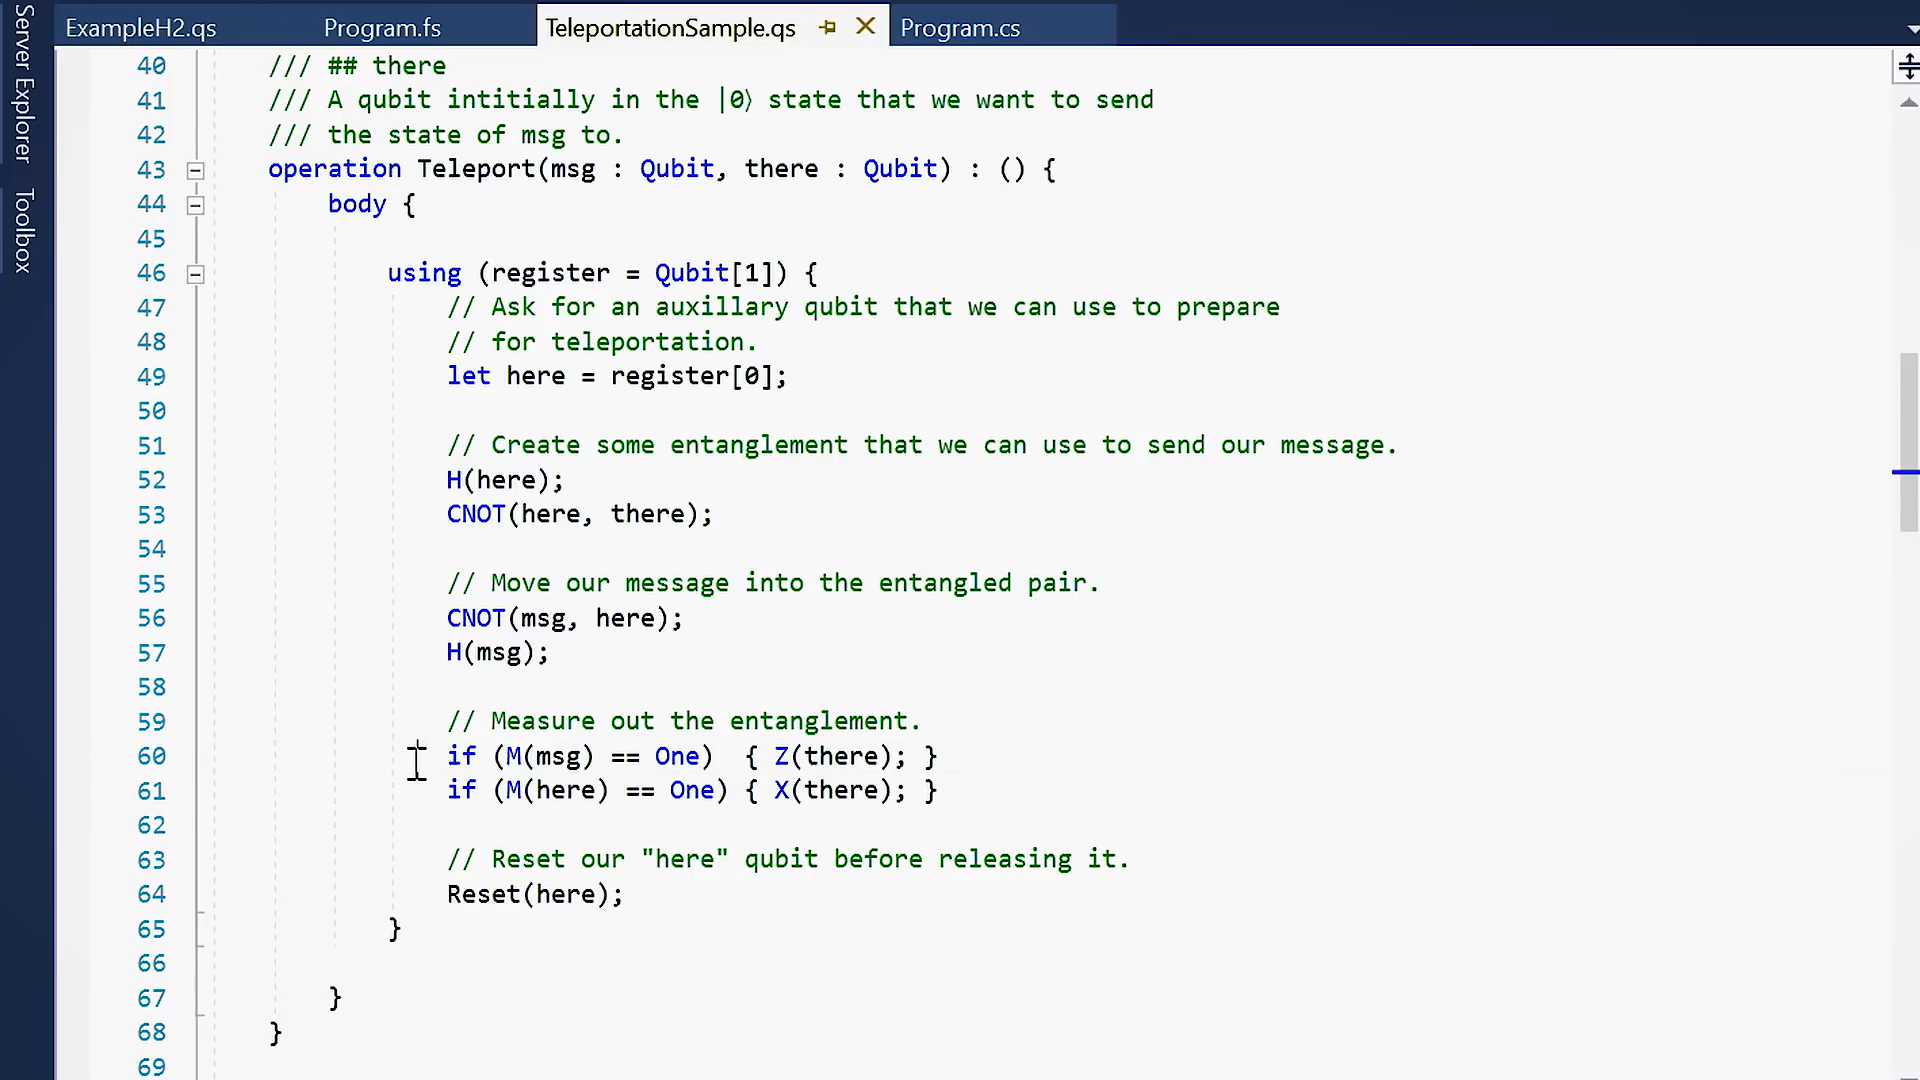 ExampleH2.qs Program.fs TeleportationSample.qs Program.cs
Server Explorer
Toolbox
40 /// ## there
41 /// A qubit intitially in the |0⟩ state that we want to send
42 /// the state of msg to.
43 operation Teleport(msg : Qubit, there : Qubit) : () {
44 body {
45
46 using (register = Qubit[1]) {
47 // Ask for an auxillary qubit that we can use to prepare
48 // for teleportation.
49 let here = register[0];
50
51 // Create some entanglement that we can use to send our message.
52 H(here);
53 CNOT(here, there);
54
55 // Move our message into the entangled pair.
56 CNOT(msg, here);
57 H(msg);
58
59 // Measure out the entanglement.
60 if (M(msg) == One)  { Z(there); }
61 if (M(here) == One) { X(there); }
62
63 // Reset our "here" qubit before releasing it.
64 Reset(here);
65 }
66
67 }
68 }
69